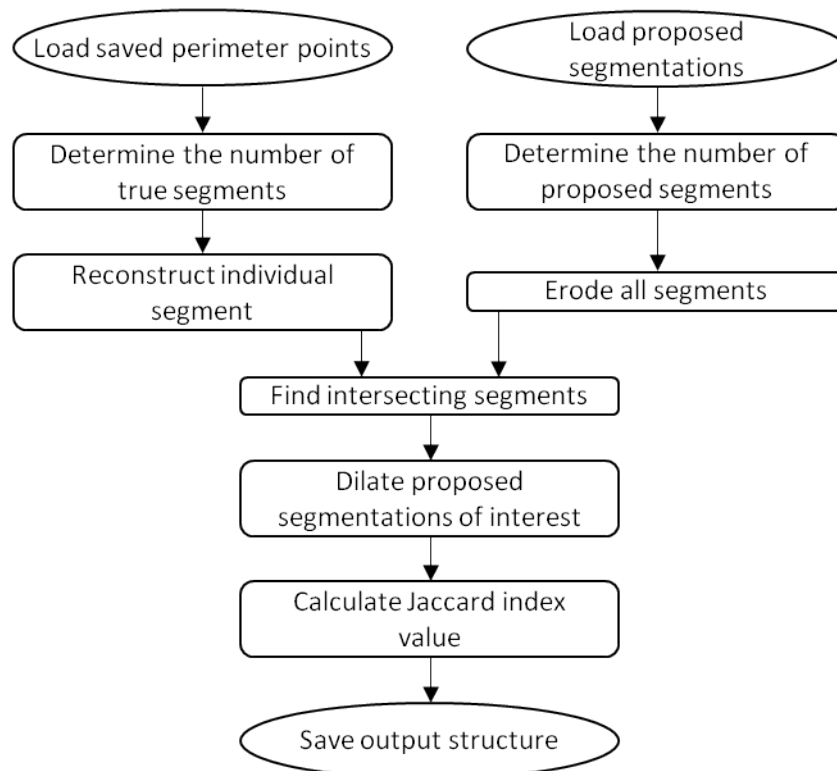 Load saved perimeter points
Load proposed
segmentations
Determine the number of
true segments
Determine the number of
proposed segments
Reconstruct individual
segment
Erode all segments
Find intersecting segments
Dilate proposed
segmentations of interest
Calculate Jaccard index
value
Save output structure